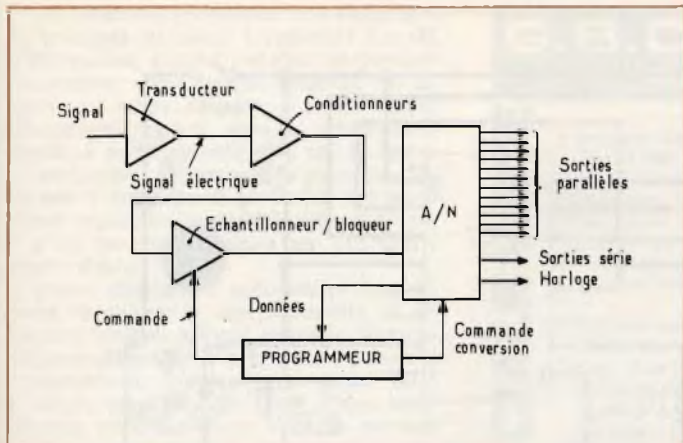 Transducteur
Conditionneurs
Signal
Signal électrique
Sorties parallèles
A/N
Echantillonneur / bloqueur
Sorties série
Horloge
Commande
Données
Commande conversion
PROGRAMMEUR